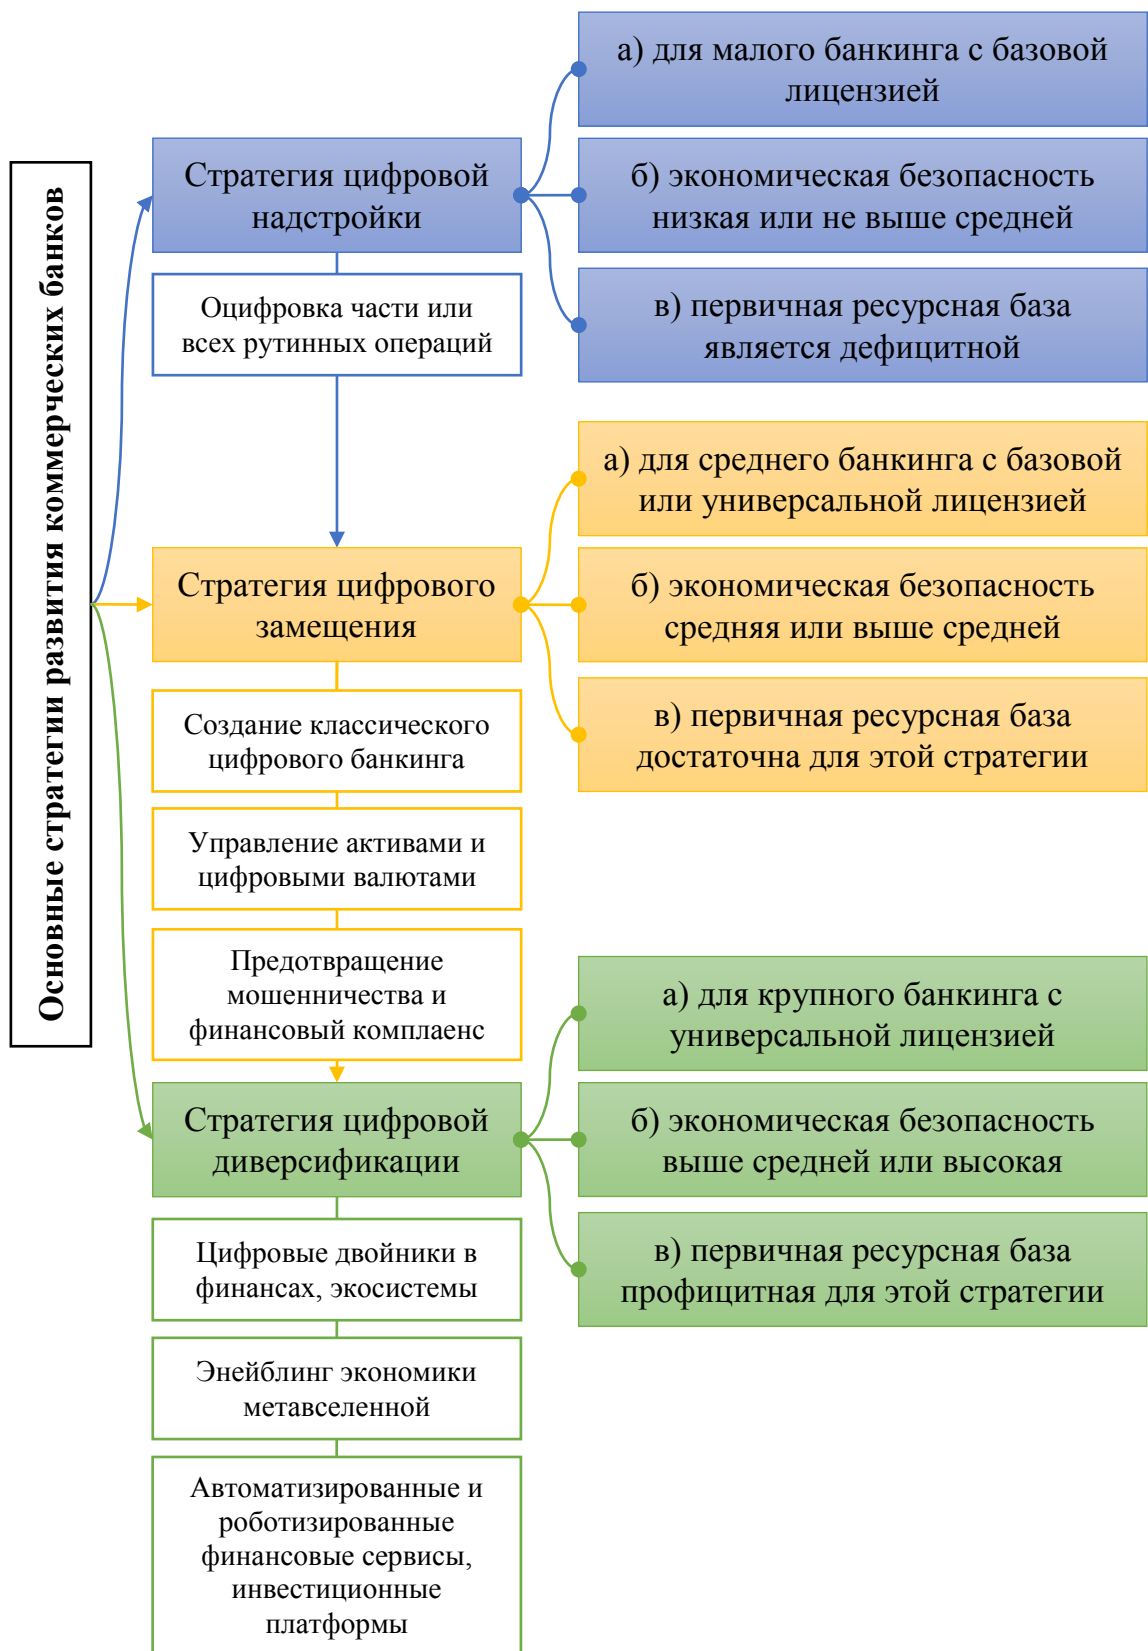 Основные стратегии развития коммерческих банков
Стратегия цифровой
надстройки
а) для малого банкинга с базовой
лицензией
б) экономическая безопасность
низкая или не выше средней
в) первичная ресурсная база
является дефицитной
Оцифровка части или
всех рутинных операций
Стратегия цифрового
замещения
а) для среднего банкинга с базовой
или универсальной лицензией
б) экономическая безопасность
средняя или выше средней
в) первичная ресурсная база
достаточна для этой стратегии
Создание классического
цифрового банкинга
Управление активами и
цифровыми валютами
Предотвращение
мошенничества и
финансовый комплаенс
Стратегия цифровой
диверсификации
а) для крупного банкинга с
универсальной лицензией
б) экономическая безопасность
выше средней или высокая
в) первичная ресурсная база
профицитная для этой стратегии
Цифровые двойники в
финансах, экосистемы
Энейблинг экономики
метавселенной
Автоматизированные и
роботизированные
финансовые сервисы,
инвестиционные
платформы